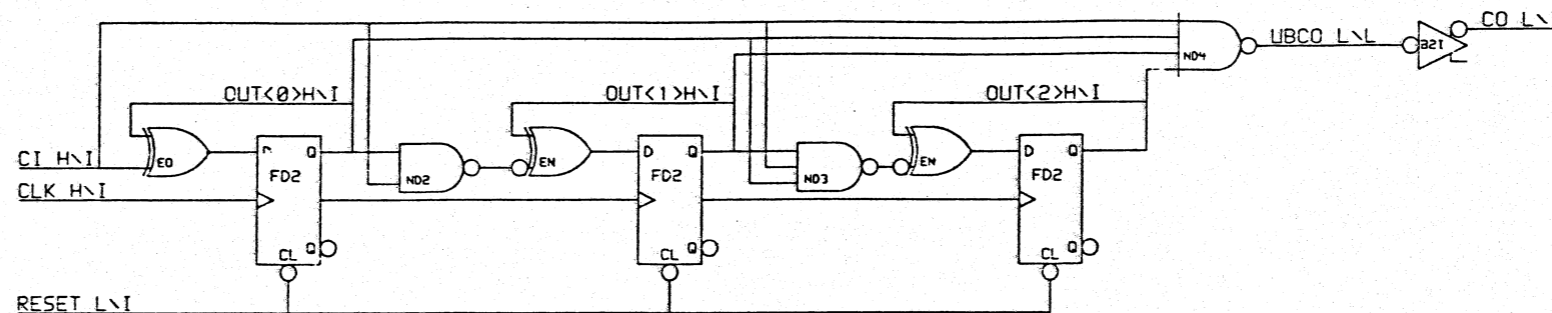 CO L\I
UBCO L\L
B2I
ND4
OUT<0>H\I
OUT<1>H\I
OUT<2>H\I
CI H\I
EO
D Q
FD2
ND2
EN
D Q
FD2
ND3
EN
D Q
FD2
CLK H\I
Q
CL
Q
CL
Q
CL
RESET L\I